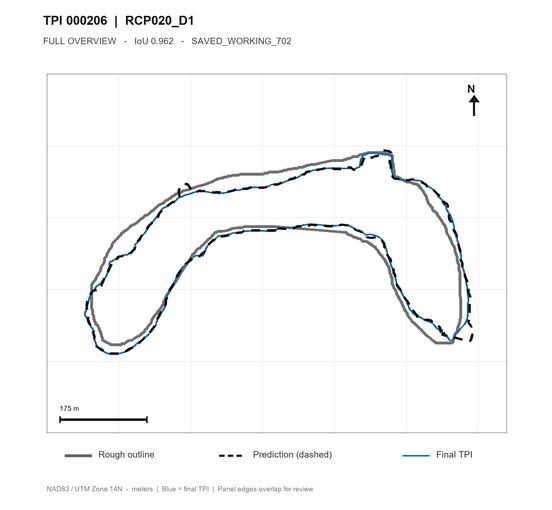 TPI 000206 | RCP020_D1
FULL OVERVIEW - IoU 0.962 - SAVED_WORKING_702
N
175 m
Rough outline
Prediction (dashed)
Final TPI
NAD83 / UTM Zone 14N - meters | Blue = final TPI | Panel edges overlap for review